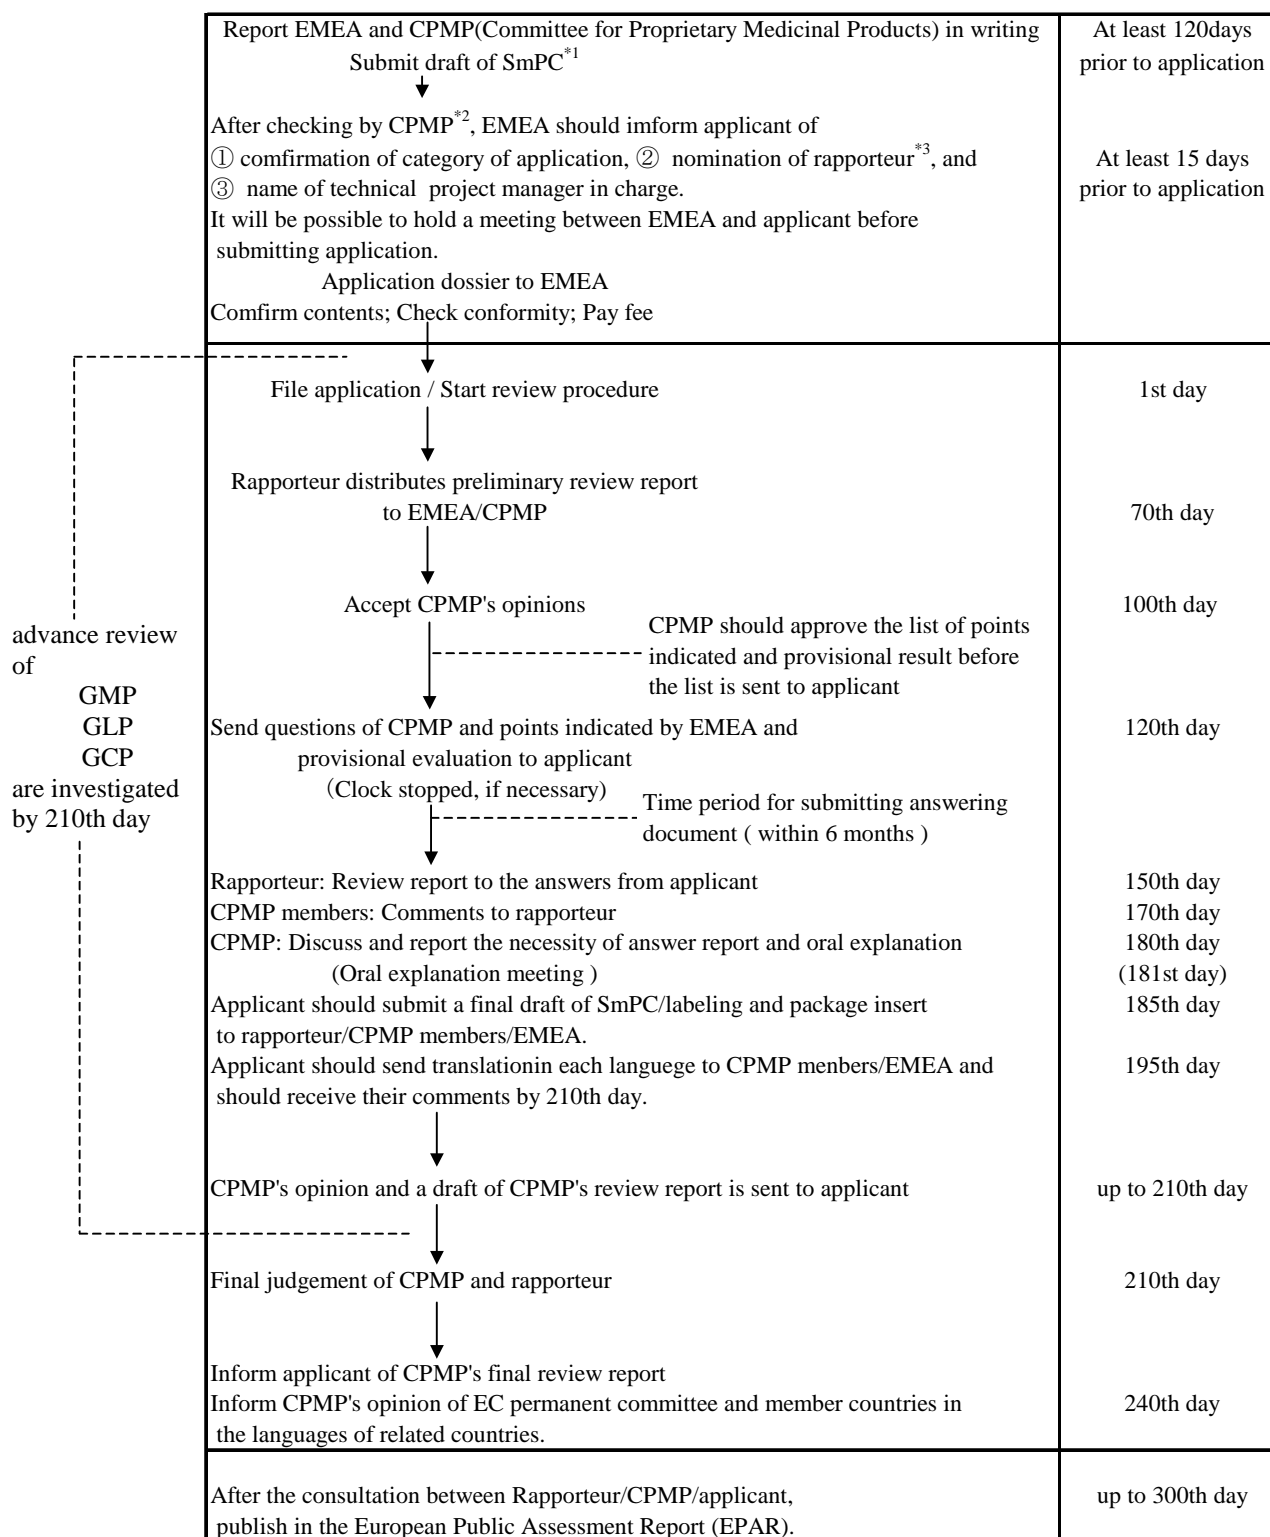 Report EMEA and CPMP(Committee for Proprietary Medicinal Products) in writing
At least 120days
Submit draft of SmPC*1
prior to application
After checking by CPMP*2, EMEA should imform applicant of
① comfirmation of category of application, ② nomination of rapporteur*3, and
At least 15 days
③ name of technical project manager in charge.
prior to application
It will be possible to hold a meeting between EMEA and applicant before
submitting application.
Application dossier to EMEA
Comfirm contents; Check conformity; Pay fee
File application / Start review procedure
1st day
Rapporteur distributes preliminary review report
to EMEA/CPMP
70th day
Accept CPMP's opinions
100th day
CPMP should approve the list of points
indicated and provisional result before
the list is sent to applicant
advance review
of
GMP
GLP
GCP
are investigated
by 210th day
Send questions of CPMP and points indicated by EMEA and
120th day
provisional evaluation to applicant
(Clock stopped, if necessary)
Time period for submitting answering
document ( within 6 months )
Rapporteur: Review report to the answers from applicant
150th day
CPMP members: Comments to rapporteur
170th day
CPMP: Discuss and report the necessity of answer report and oral explanation
180th day
(Oral explanation meeting )
(181st day)
Applicant should submit a final draft of SmPC/labeling and package insert
185th day
to rapporteur/CPMP members/EMEA.
Applicant should send translationin each languege to CPMP menbers/EMEA and
195th day
should receive their comments by 210th day.
CPMP's opinion and a draft of CPMP's review report is sent to applicant
up to 210th day
Final judgement of CPMP and rapporteur
210th day
Inform applicant of CPMP's final review report
Inform CPMP's opinion of EC permanent committee and member countries in
240th day
the languages of related countries.
After the consultation between Rapporteur/CPMP/applicant,
up to 300th day
publish in the European Public Assessment Report (EPAR).